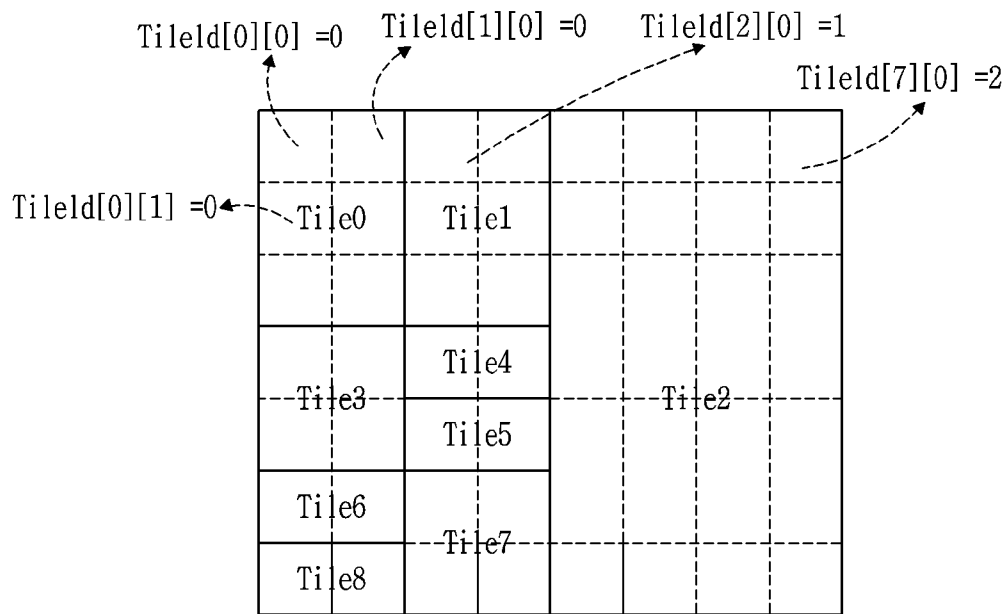 TileId[0][0] =0
TileId[1][0] =0
TileId[2][0] =1
TileId[7][0] =2
TileId[0][1] =0
Tile0
Tile1
Tile4
Tile3
Tile2
Tile5
Tile6
Tile7
Tile8